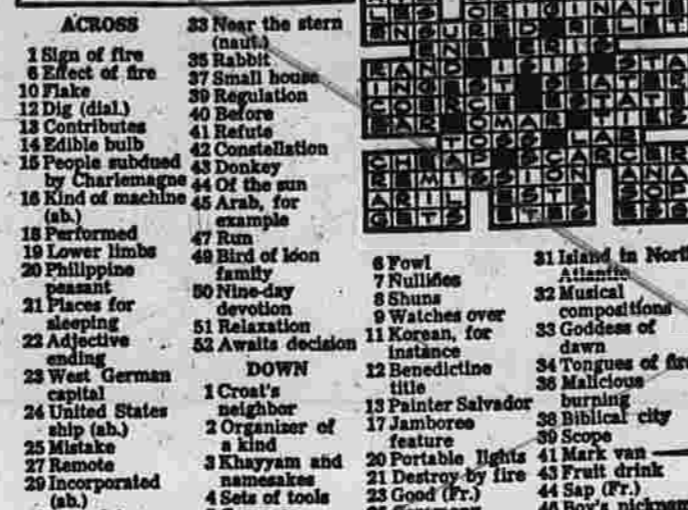 ACROSS
1 Sign of fire
6 Effect of fire
10 Flake
12 Dig (dial.)
13 Contributes
14 Edible bulb
15 People subdued
by Charlemagne
16 Kind of machine
(ab.)
18 Performed
19 Lower limbs
20 Philippine
peasant
21 Places for
sleeping
22 Adjective
ending
23 West German
capital
24 United States
ship (ab.)
25 Mistake
27 Remote
29 Incorporated
(ab.)
33 Near the stern
(naut.)
35 Rabbit
37 Small house
39 Regulation
40 Before
41 Refute
42 Constellation
43 Donkey
44 Of the sun
45 Arab, for
example
47 Run
49 Bird of loon
family
50 Nine-day
devotion
51 Relaxation
52 Awaits decision
DOWN
1 Croat's
neighbor
2 Organizer of
a kind
3 Khayyam and
namesakes
4 Sets of tools
6 Fowl
7 Nullifies
8 Shuns
9 Watches over
11 Korean, for
instance
12 Benedictine
title
13 Painter Salvador
17 Jamboree
feature
20 Portable lights
21 Destroy by fire
23 Good (Fr.)
31 Island in North
Atlantic
32 Musical
compositions
33 Goddess of
dawn
34 Tongues of fire
36 Malicious
burning
38 Biblical city
39 Scope
41 Mark van
43 Fruit drink
44 Sap (Fr.)
46 Boy's nickname